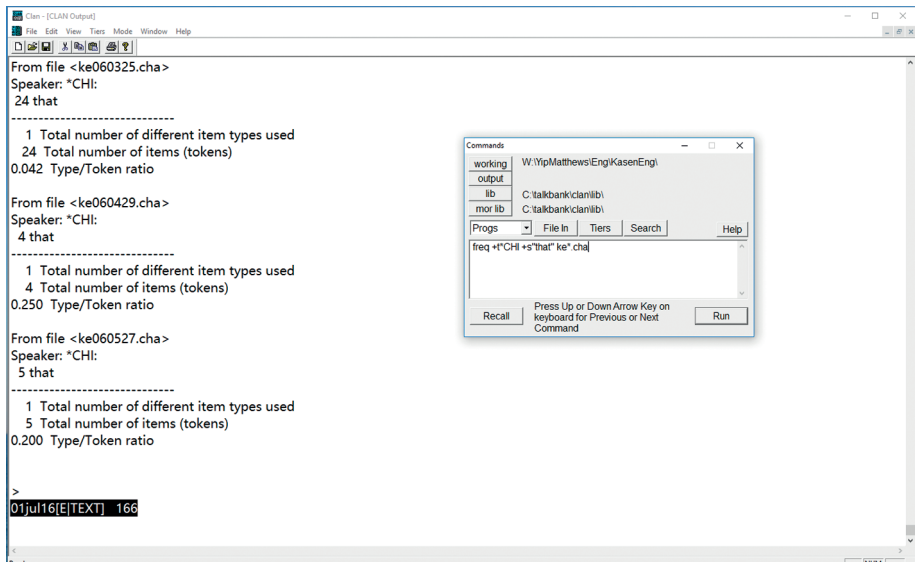 Clan - [CLAN Output]
File Edit View Tiers Mode Window Help
From file <ke060325.cha>
Speaker: *CHI:
24 that
------------------------------
1 Total number of different item types used
24 Total number of items (tokens)
0.042 Type/Token ratio
From file <ke060429.cha>
Speaker: *CHI:
4 that
------------------------------
1 Total number of different item types used
4 Total number of items (tokens)
0.250 Type/Token ratio
From file <ke060527.cha>
Speaker: *CHI:
5 that
------------------------------
1 Total number of different item types used
5 Total number of items (tokens)
0.200 Type/Token ratio
>
01jul16[E|TEXT] 166
Commands
working W:\YipMatthews\Eng\KasenEng\
output
lib C:\talkbank\clan\lib\
mor lib C:\talkbank\clan\lib\
Progs File In Tiers Search Help
freq +t*CHI +s"that" ke*.cha
Recall
Press Up or Down Arrow Key on
keyboard for Previous or Next
Command
Run